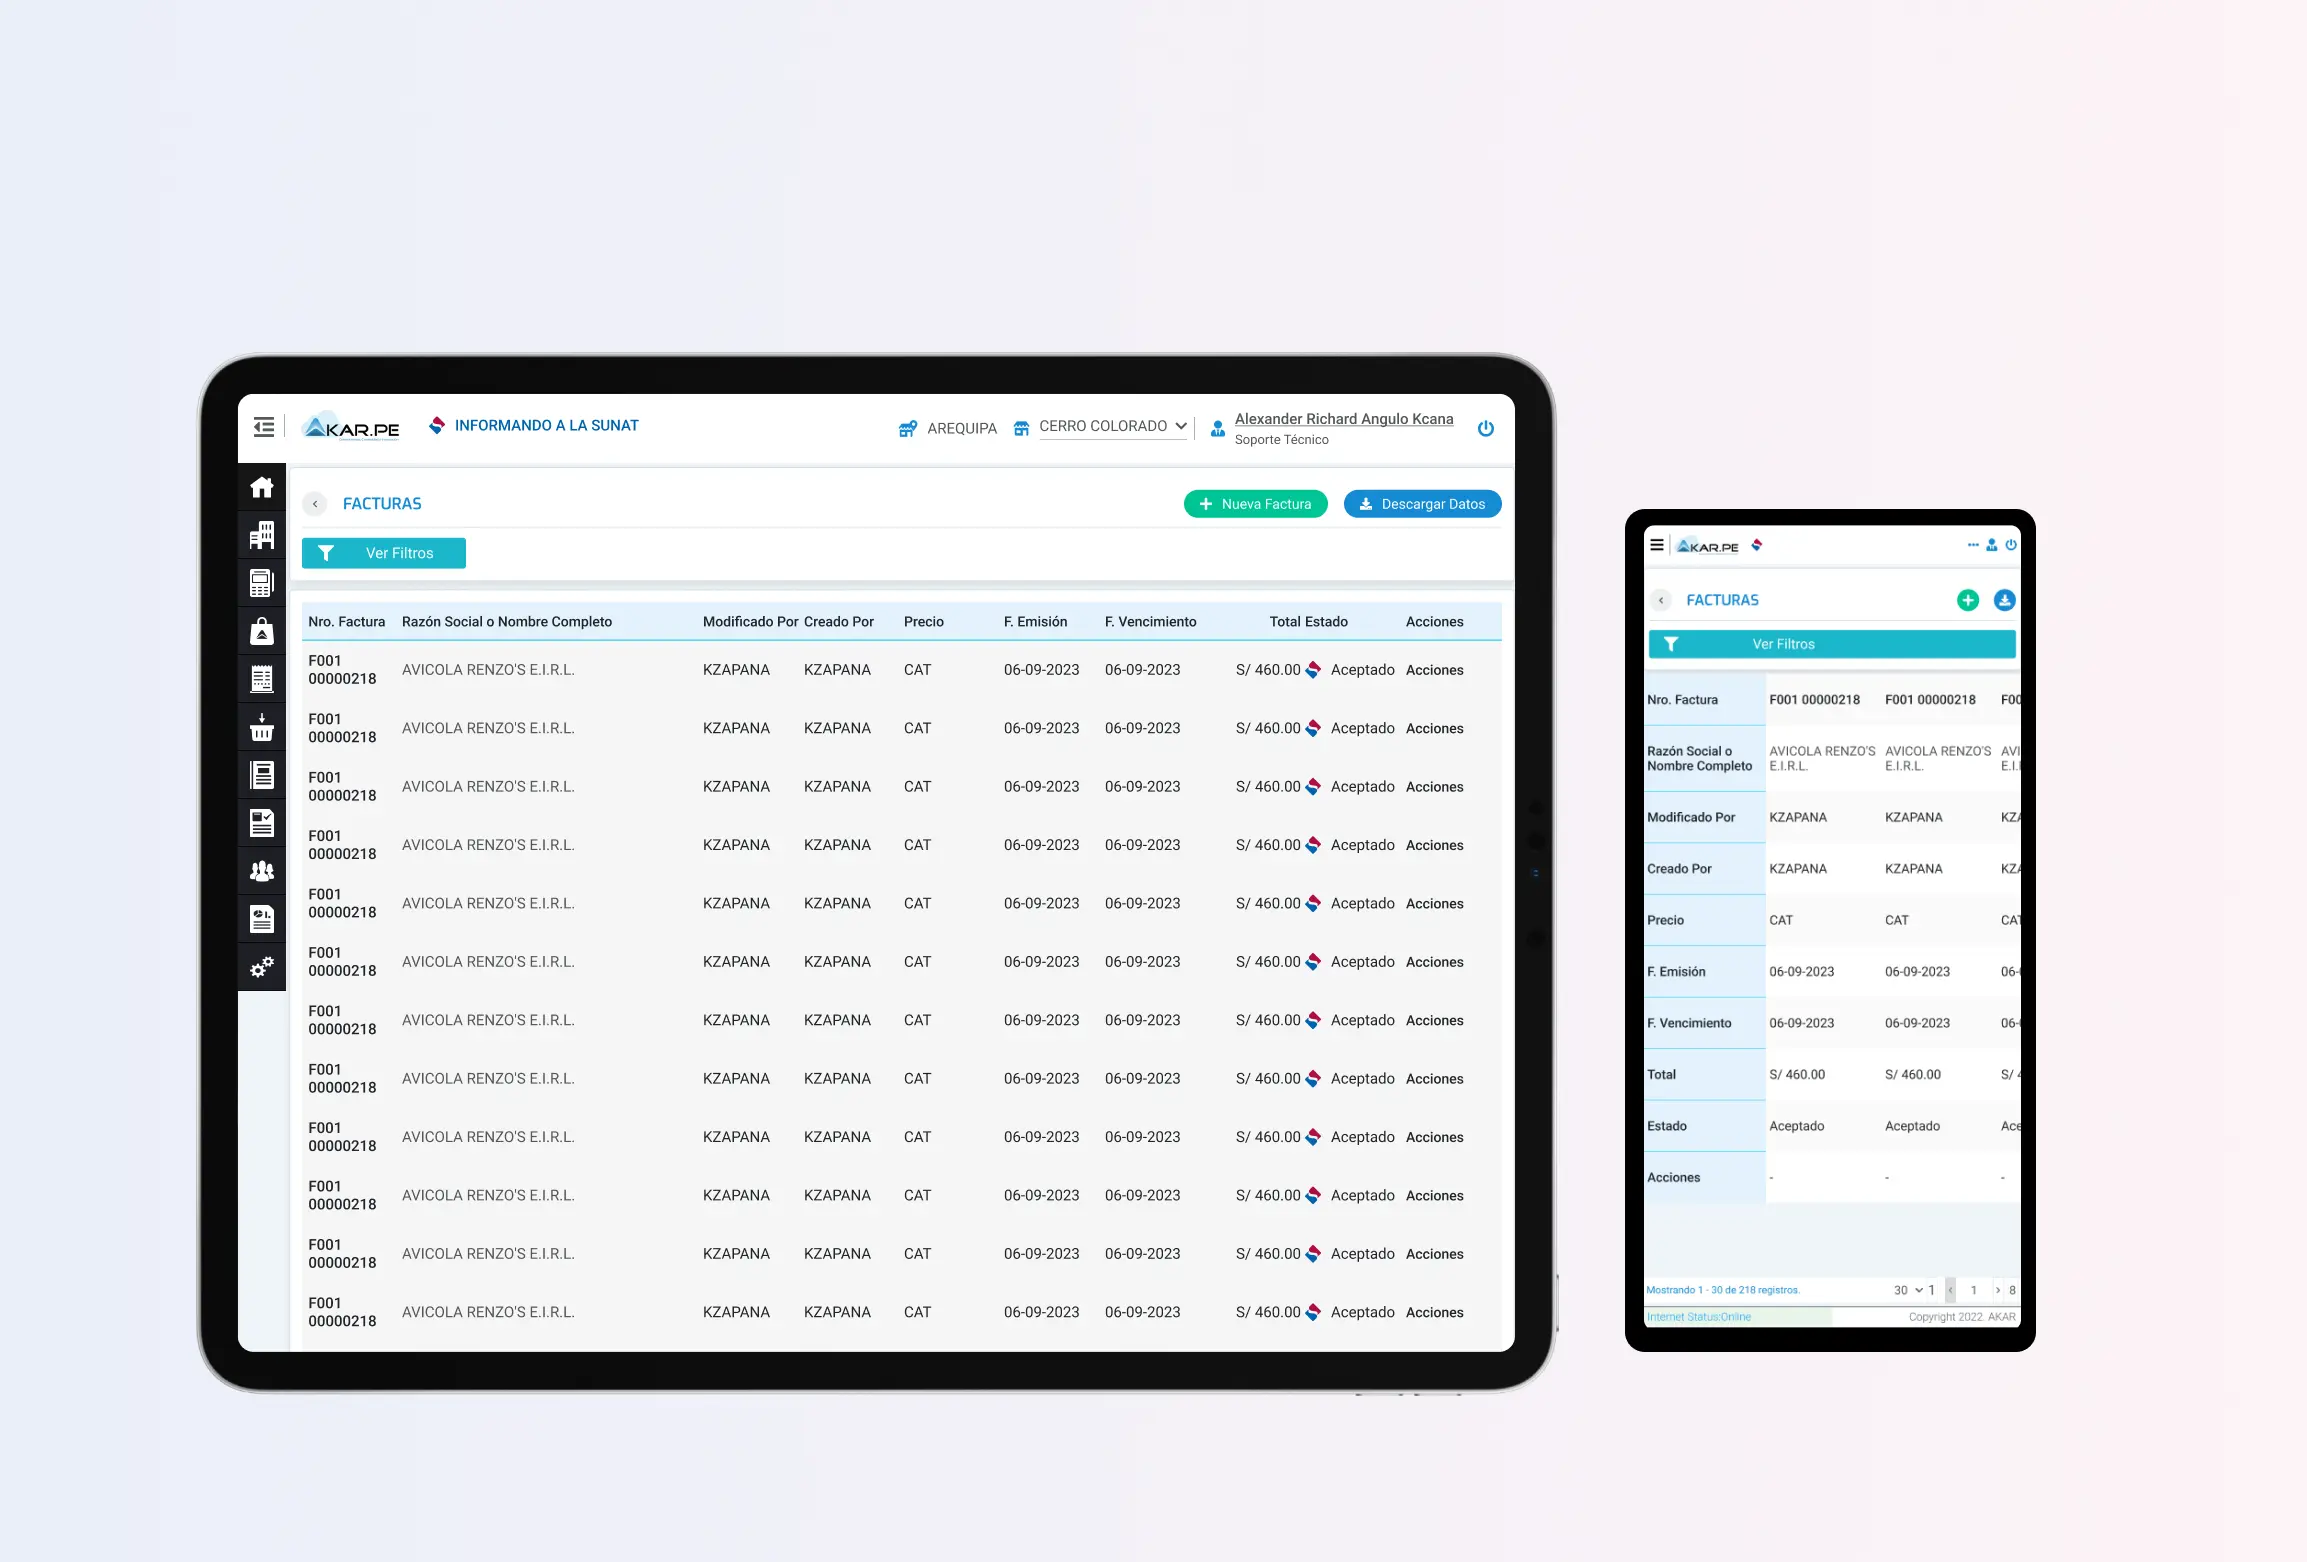 AKAR.PE
INFORMANDO A LA SUNAT
AREQUIPA
CERRO COLORADO
Alexander Richard Angulo Kcana
Soporte Técnico
FACTURAS
Nueva Factura
Descargar Datos
Ver Filtros
Nro. Factura Razón Social o Nombre Completo Modificado Por Creado Por Precio F. Emisión F. Vencimiento Total Estado Acciones
F001
00000218 AVICOLA RENZO'S E.I.R.L. KZAPANA KZAPANA CAT 06-09-2023 06-09-2023 S/ 460.00 Aceptado Acciones
F001
00000218 AVICOLA RENZO'S E.I.R.L. KZAPANA KZAPANA CAT 06-09-2023 06-09-2023 S/ 460.00 Aceptado Acciones
F001
00000218 AVICOLA RENZO'S E.I.R.L. KZAPANA KZAPANA CAT 06-09-2023 06-09-2023 S/ 460.00 Aceptado Acciones
F001
00000218 AVICOLA RENZO'S E.I.R.L. KZAPANA KZAPANA CAT 06-09-2023 06-09-2023 S/ 460.00 Aceptado Acciones
F001
00000218 AVICOLA RENZO'S E.I.R.L. KZAPANA KZAPANA CAT 06-09-2023 06-09-2023 S/ 460.00 Aceptado Acciones
F001
00000218 AVICOLA RENZO'S E.I.R.L. KZAPANA KZAPANA CAT 06-09-2023 06-09-2023 S/ 460.00 Aceptado Acciones
F001
00000218 AVICOLA RENZO'S E.I.R.L. KZAPANA KZAPANA CAT 06-09-2023 06-09-2023 S/ 460.00 Aceptado Acciones
F001
00000218 AVICOLA RENZO'S E.I.R.L. KZAPANA KZAPANA CAT 06-09-2023 06-09-2023 S/ 460.00 Aceptado Acciones
F001
00000218 AVICOLA RENZO'S E.I.R.L. KZAPANA KZAPANA CAT 06-09-2023 06-09-2023 S/ 460.00 Aceptado Acciones
F001
00000218 AVICOLA RENZO'S E.I.R.L. KZAPANA KZAPANA CAT 06-09-2023 06-09-2023 S/ 460.00 Aceptado Acciones
F001
00000218 AVICOLA RENZO'S E.I.R.L. KZAPANA KZAPANA CAT 06-09-2023 06-09-2023 S/ 460.00 Aceptado Acciones
F001
00000218 AVICOLA RENZO'S E.I.R.L. KZAPANA KZAPANA CAT 06-09-2023 06-09-2023 S/ 460.00 Aceptado Acciones
AKAR.PE
FACTURAS
Ver Filtros
Nro. Factura F001 00000218 F001 00000218 F00
Razón Social o AVICOLA RENZO'S AVICOLA RENZO'S AVI
Nombre Completo E.I.R.L. E.I.R.L. E.I.
Modificado Por KZAPANA KZAPANA KZA
Creado Por KZAPANA KZAPANA KZA
Precio CAT CAT CAT
F. Emisión 06-09-2023 06-09-2023 06-
F. Vencimiento 06-09-2023 06-09-2023 06-
Total S/ 460.00 S/ 460.00 S/ 4
Estado Aceptado Aceptado Ace
Acciones - - -
Mostrando 1 - 30 de 218 registros. 30 1 ‹ 1 › 8
Internet Status:Online Copyright 2022. AKAR